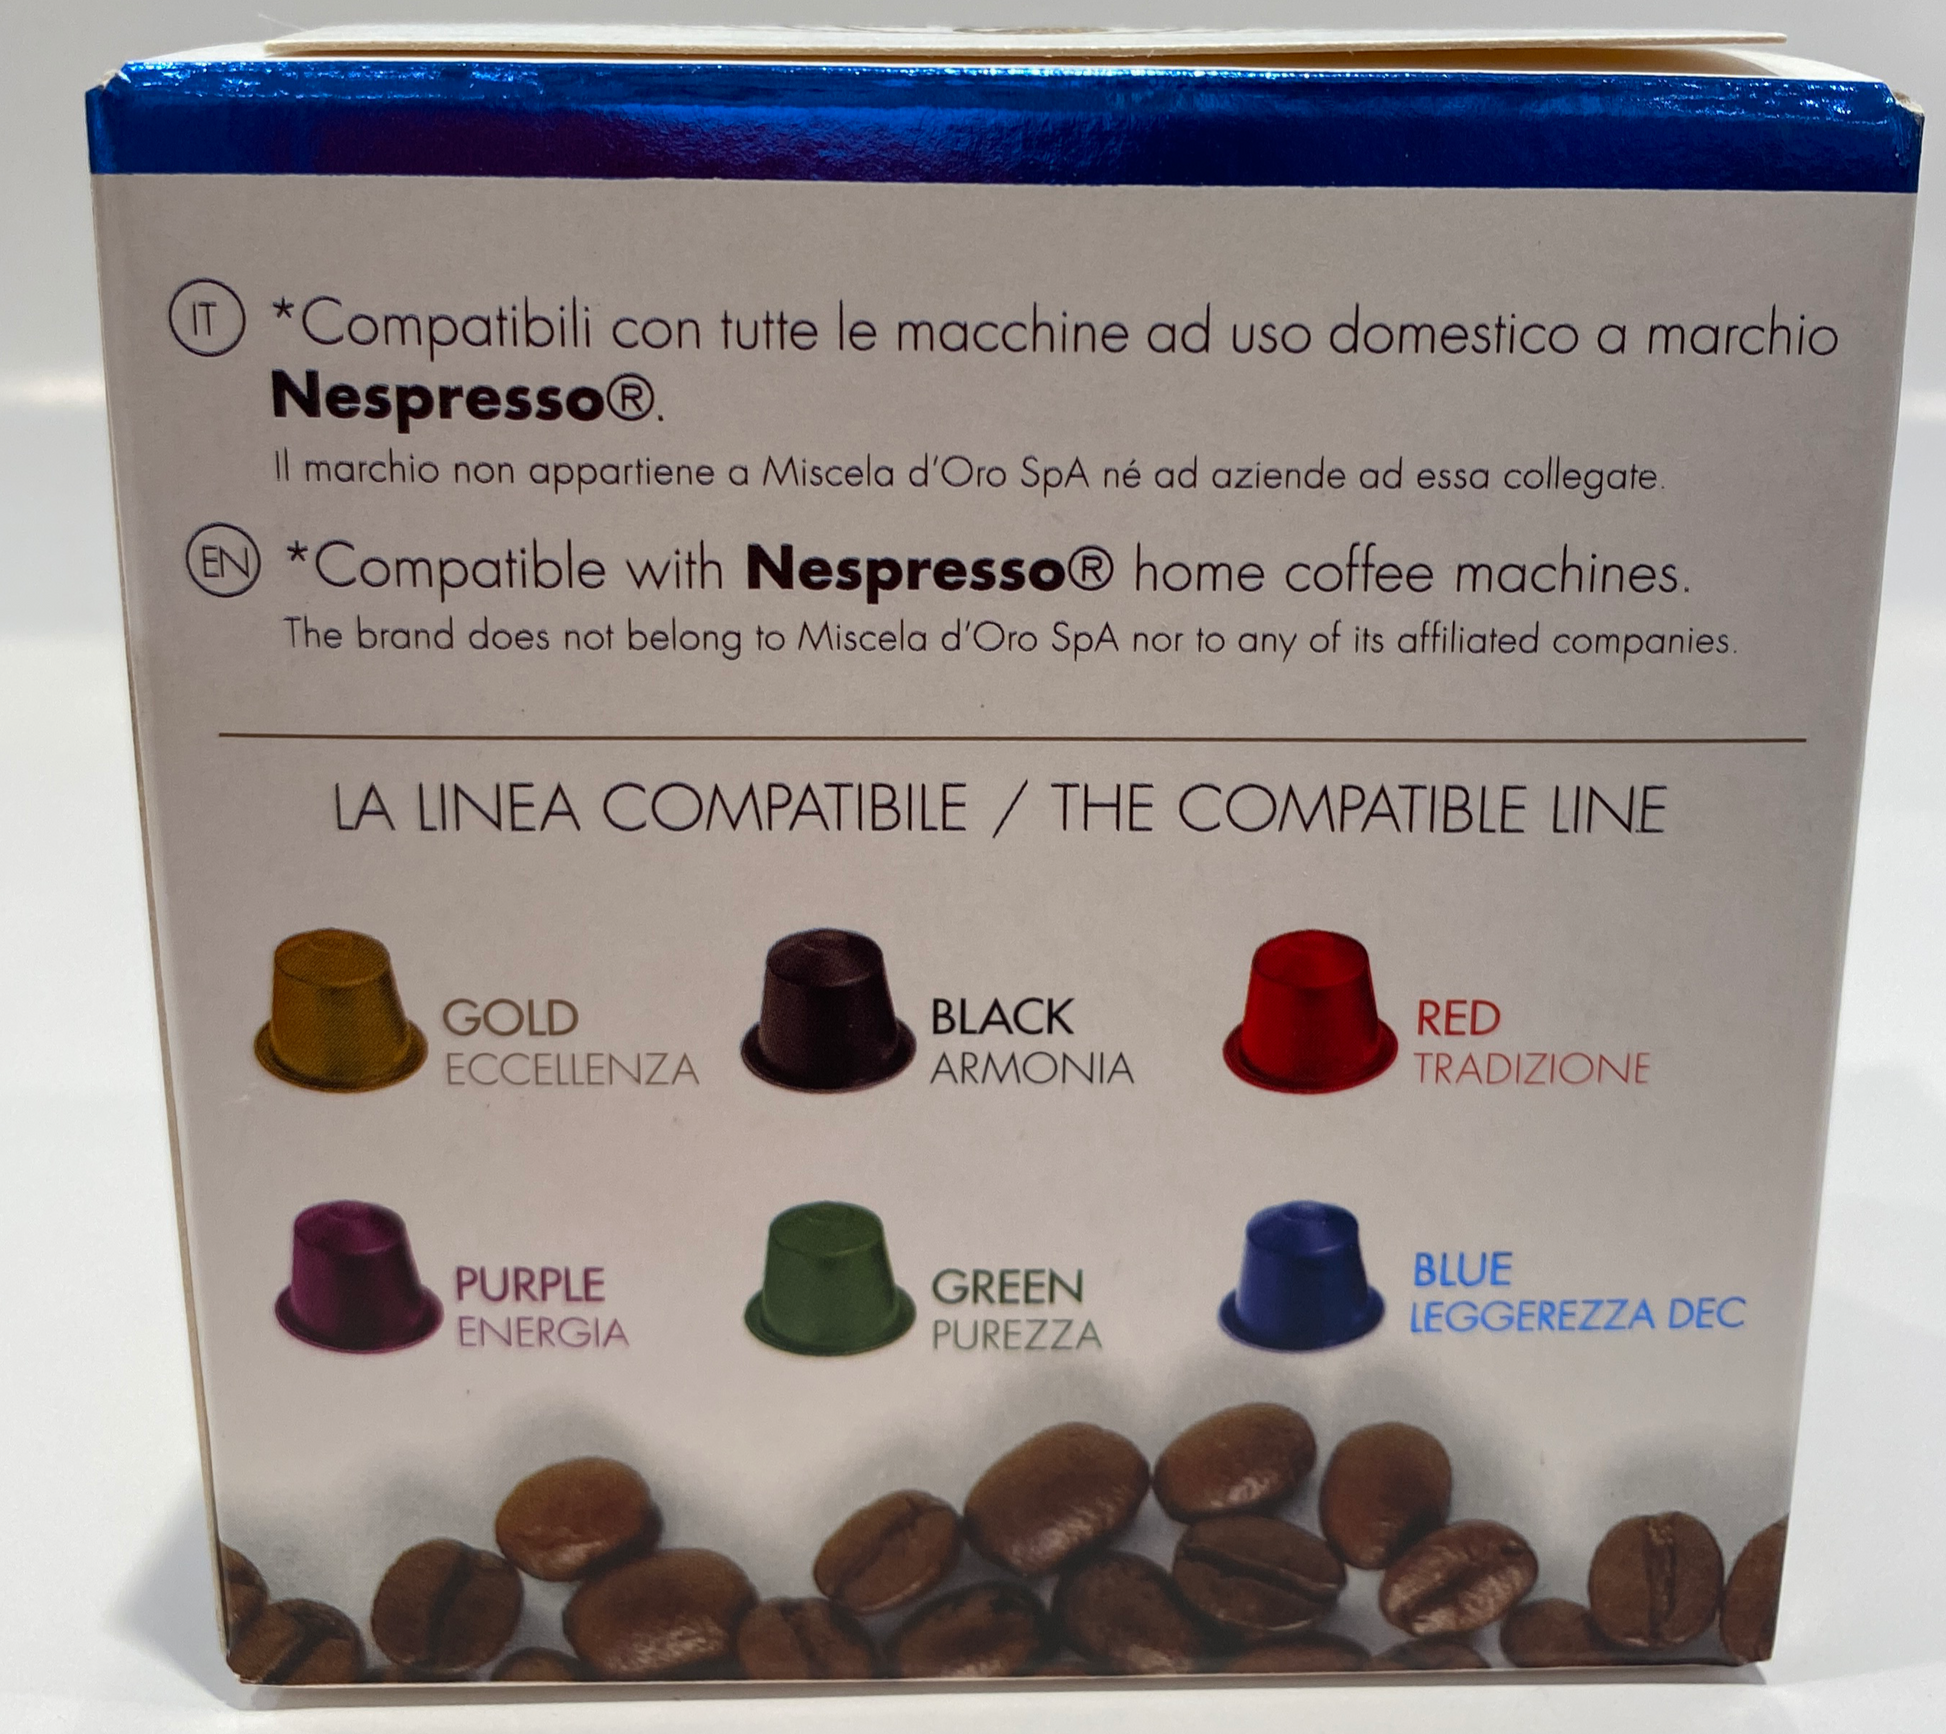 IT *Compatibili con tutte le macchine ad uso domestico a marchio
Nespresso®.
Il marchio non appartiene a Miscela d'Oro SpA né ad aziende ad essa collegate.
EN *Compatible with Nespresso® home coffee machines.
The brand does not belong to Miscela d'Oro SpA nor to any of its affiliated companies.
LA LINEA COMPATIBILE / THE COMPATIBLE LINE
GOLD
ECCELLENZA
BLACK
ARMONIA
RED
TRADIZIONE
PURPLE
ENERGIA
GREEN
PUREZZA
BLUE
LEGGEREZZA DEC